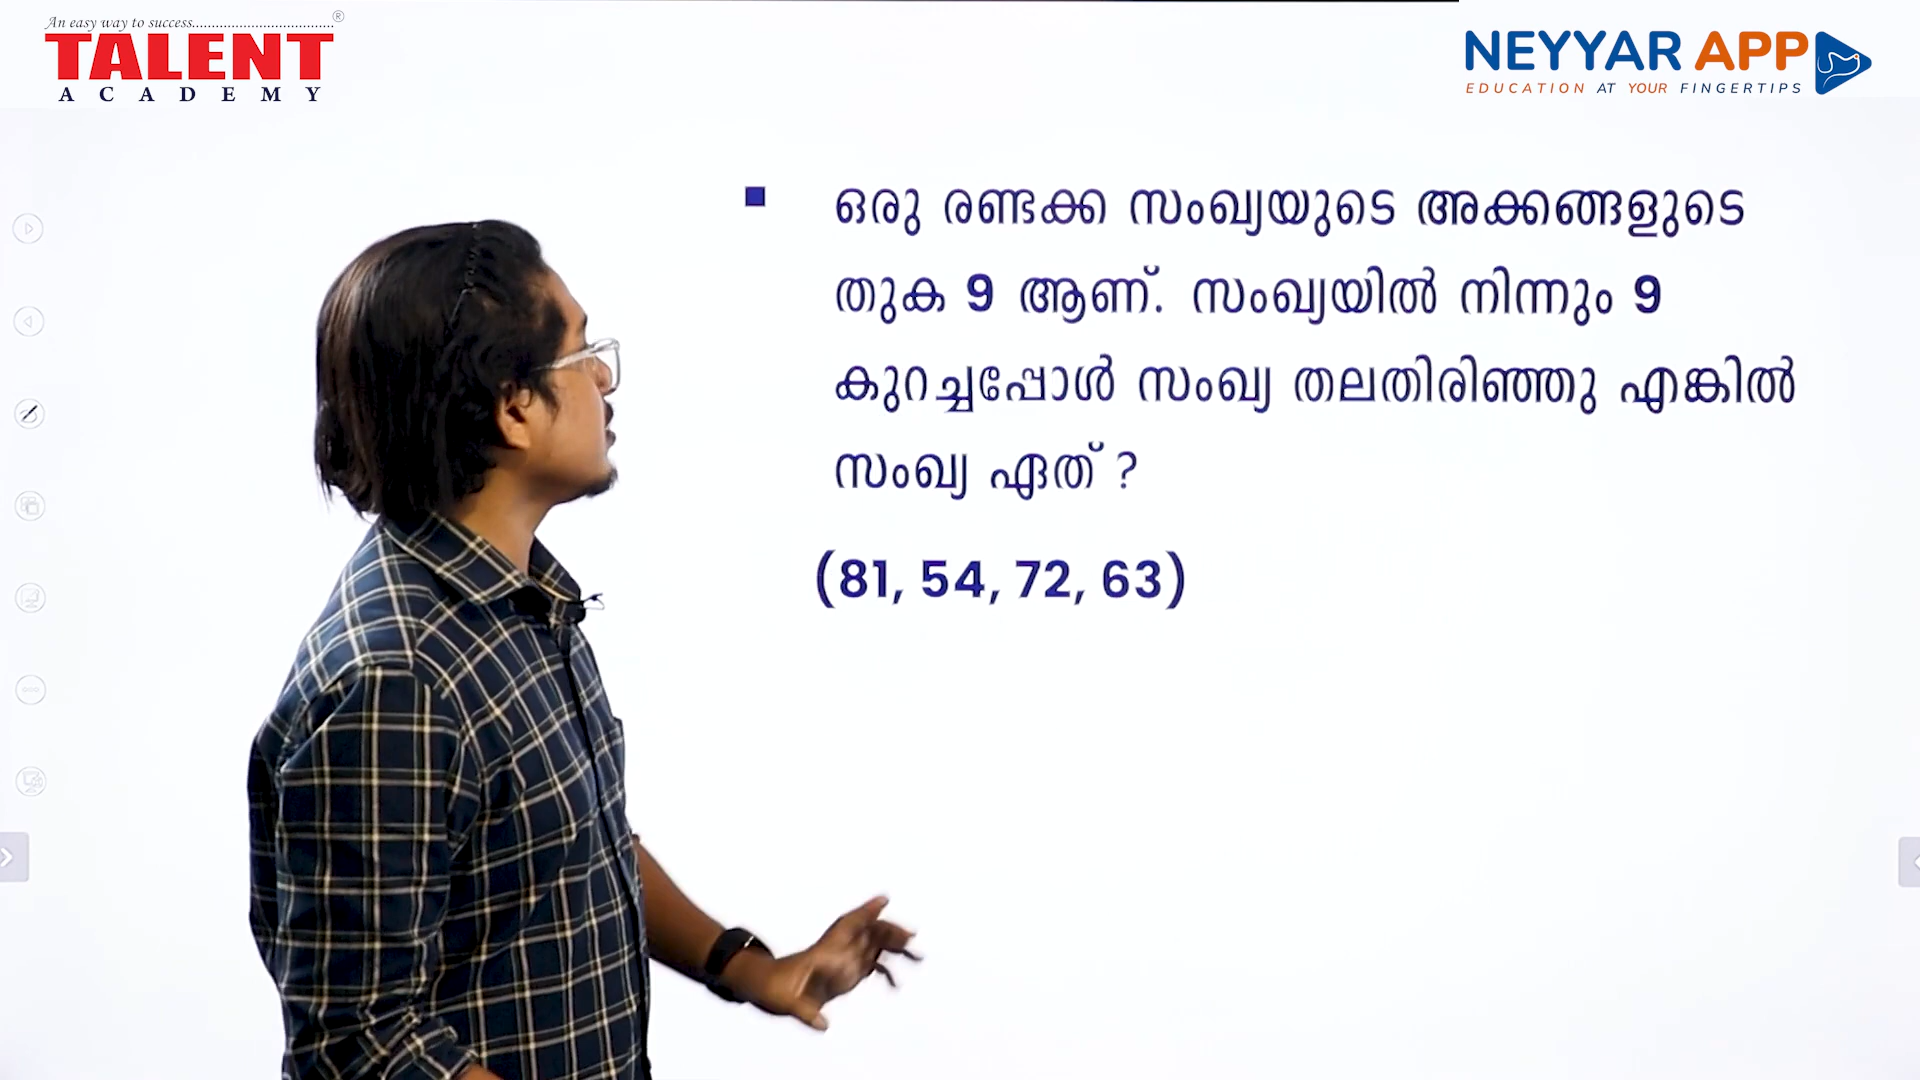 An easy way to success
TALENT
ACADEMY
NEYYAR APP
EDUCATION AT YOUR FINGERTIPS
ഒരു രണ്ടക്ക സംഖ്യയുടെ അക്കങ്ങളുടെ
തുക 9 ആണ്. സംഖ്യയിൽ നിന്നും 9
കുറച്ചപ്പോൾ സംഖ്യ തലതിരിഞ്ഞു എങ്കിൽ
സംഖ്യ ഏത് ?
(81, 54, 72, 63)